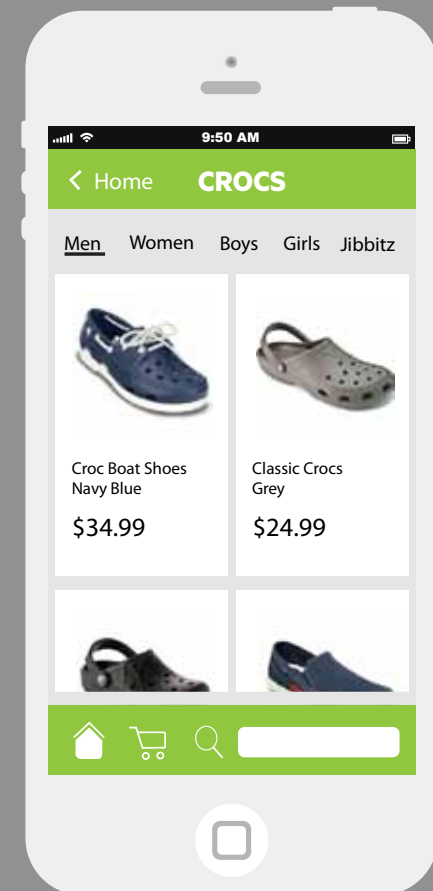 9:50 AM
Home CROCS
Men Women Boys Girls Jibbitz
Croc Boat Shoes
Navy Blue
$34.99
Classic Crocs
Grey
$24.99